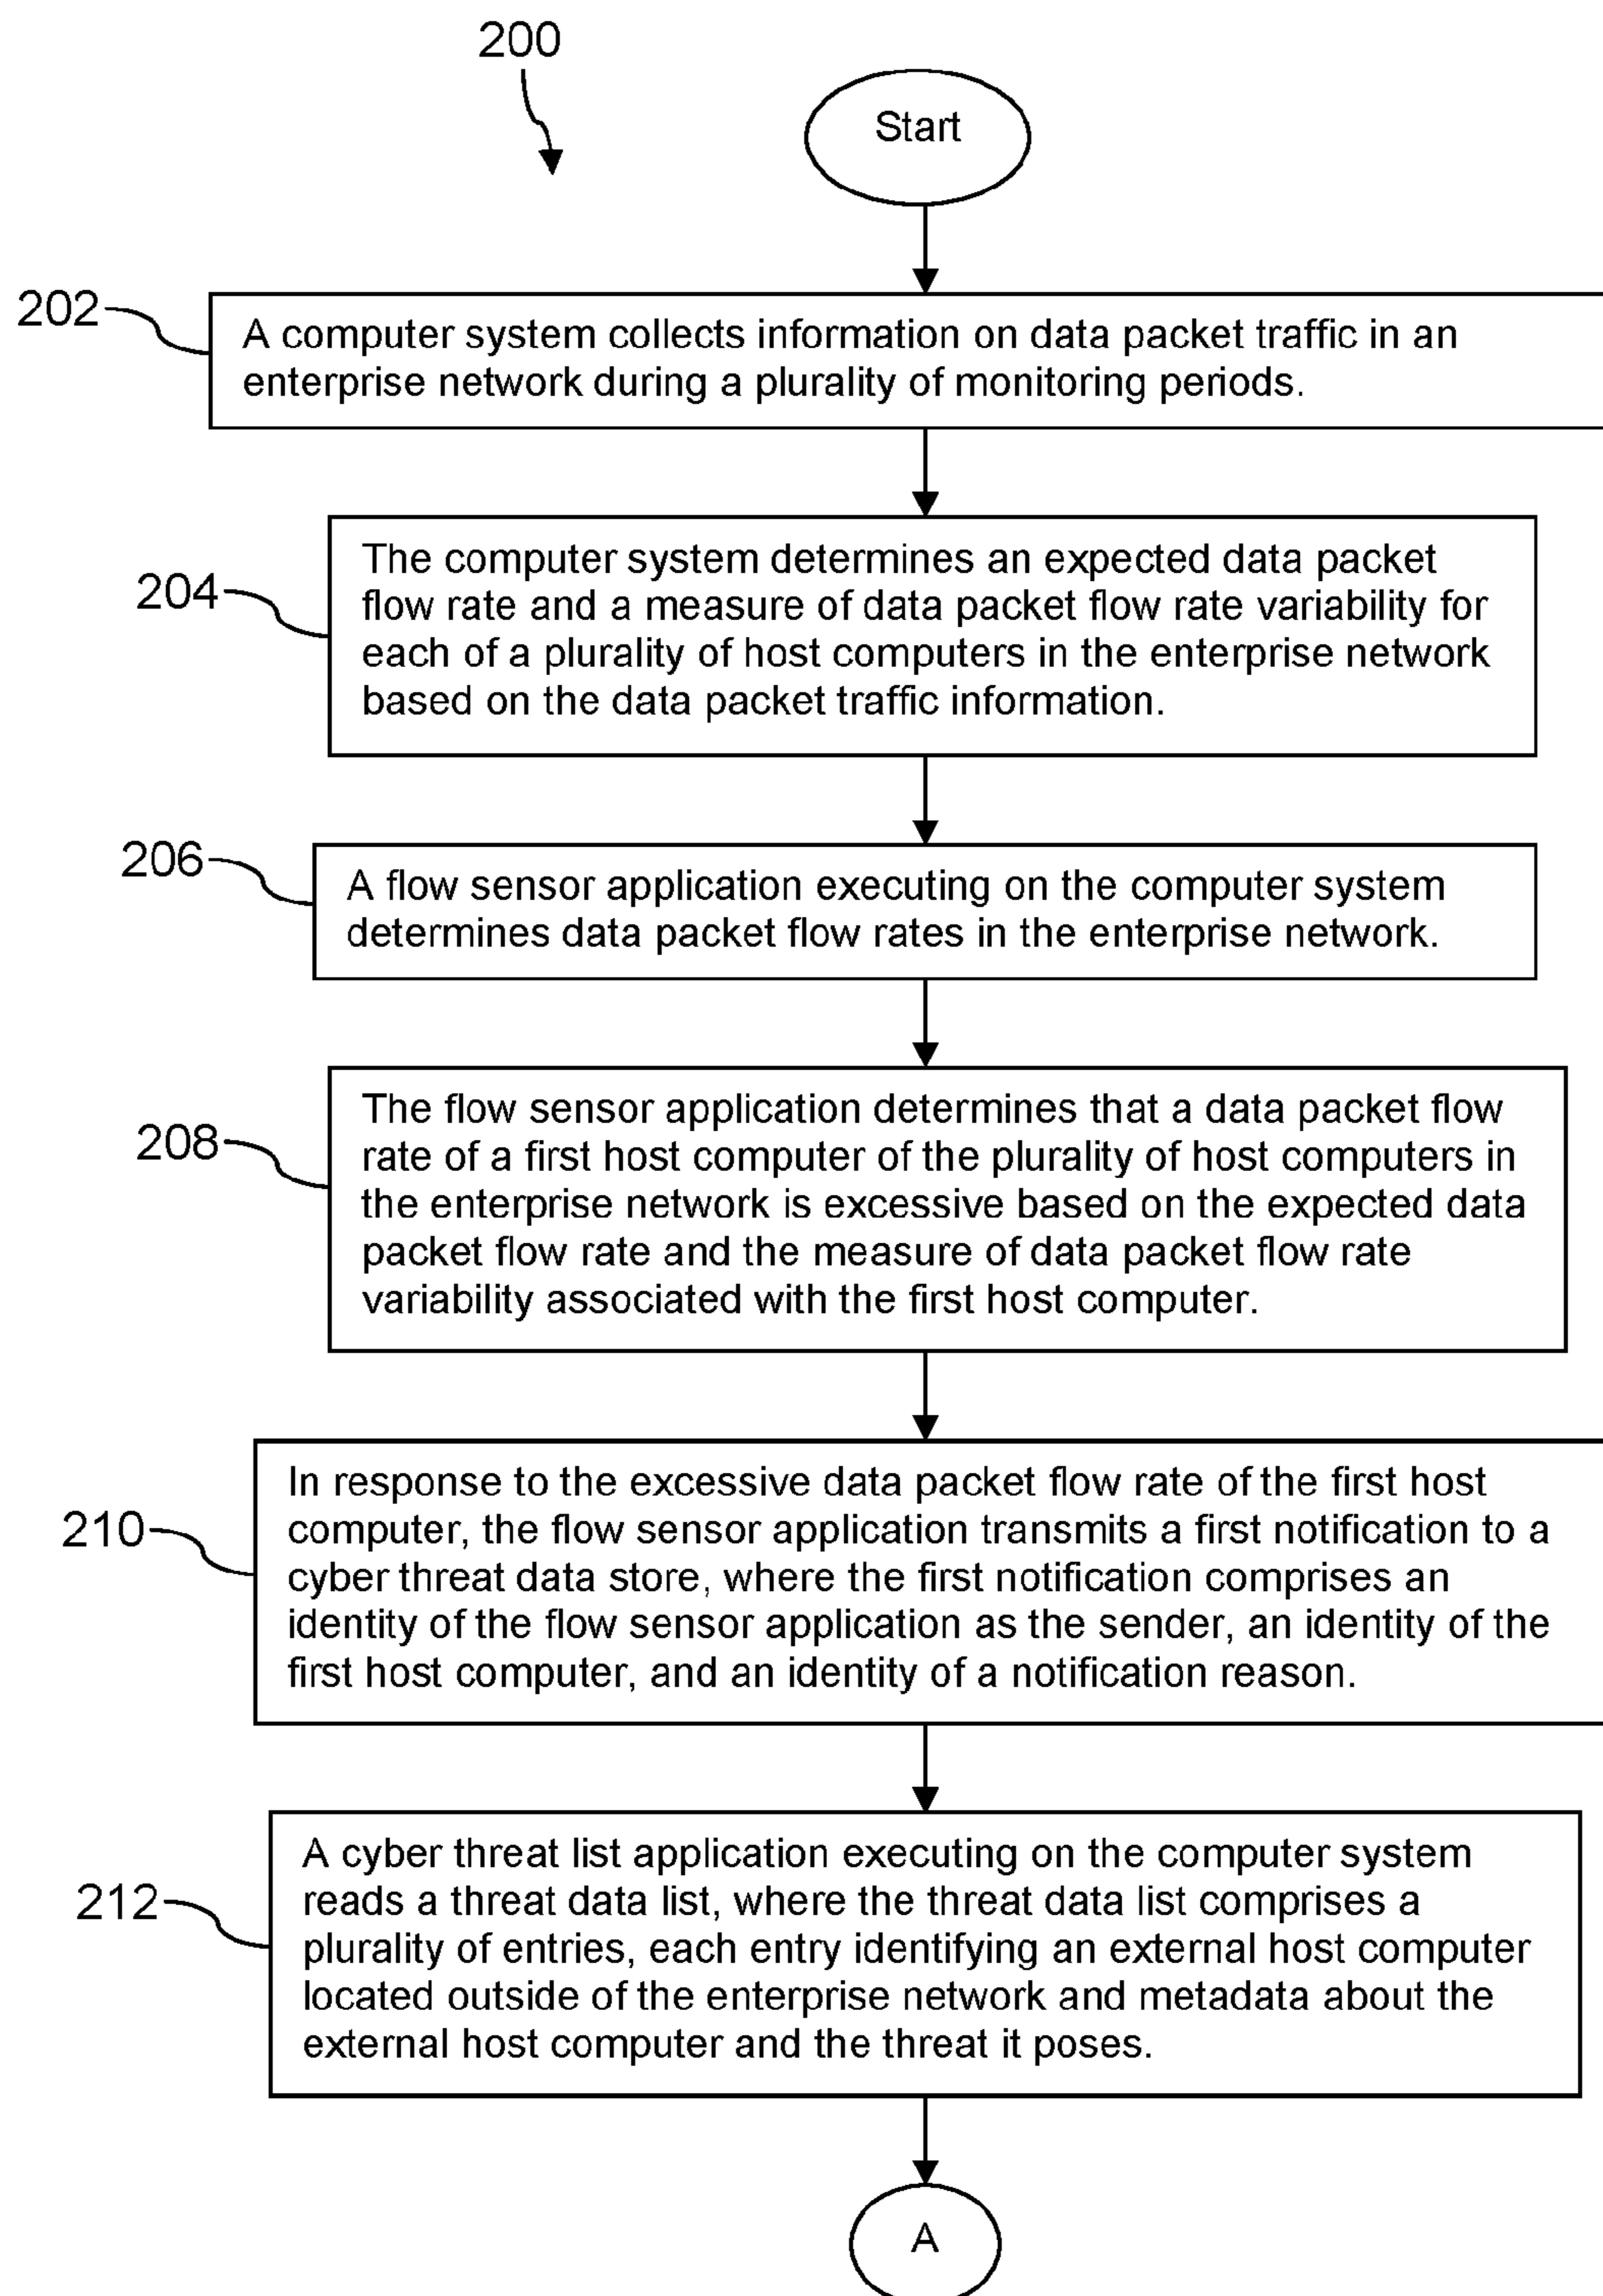 200
Start
202
A computer system collects information on data packet traffic in an
enterprise network during a plurality of monitoring periods.
204
The computer system determines an expected data packet
flow rate and a measure of data packet flow rate variability for
each of a plurality of host computers in the enterprise network
based on the data packet traffic information.
206
A flow sensor application executing on the computer system
determines data packet flow rates in the enterprise network.
208
The flow sensor application determines that a data packet flow
rate of a first host computer of the plurality of host computers in
the enterprise network is excessive based on the expected data
packet flow rate and the measure of data packet flow rate
variability associated with the first host computer.
210
In response to the excessive data packet flow rate of the first host
computer, the flow sensor application transmits a first notification to a
cyber threat data store, where the first notification comprises an
identity of the flow sensor application as the sender, an identity of the
first host computer, and an identity of a notification reason.
212
A cyber threat list application executing on the computer system
reads a threat data list, where the threat data list comprises a
plurality of entries, each entry identifying an external host computer
located outside of the enterprise network and metadata about the
external host computer and the threat it poses.
A